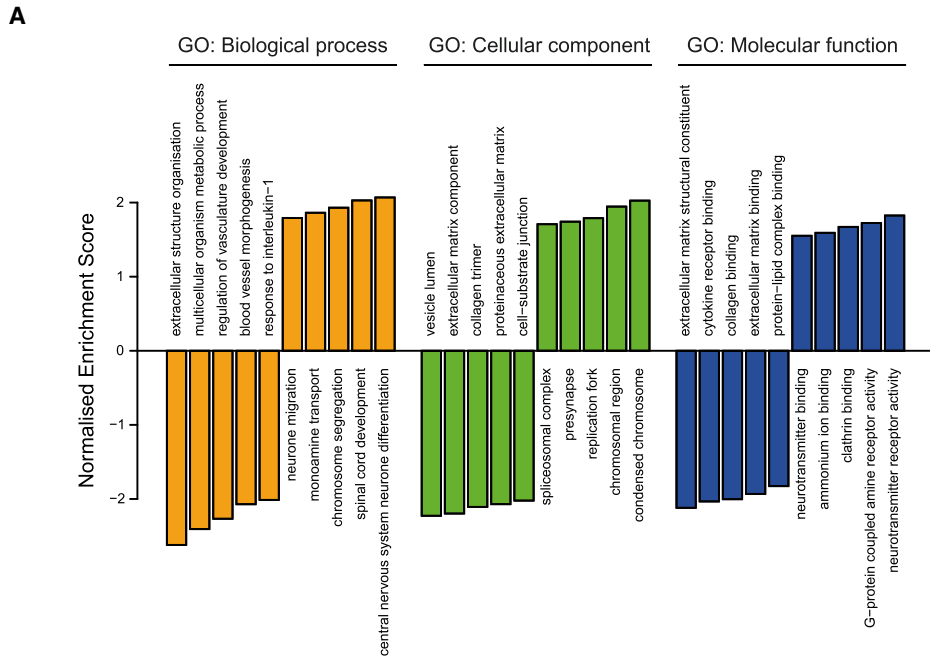 A
GO: Biological process
GO: Cellular component
GO: Molecular function
Normalised Enrichment Score
2
1
0
−1
−2
extracellular structure organisation
multicellular organism metabolic process
regulation of vasculature development
blood vessel morphogenesis
response to interleukin−1
neurone migration
monoamine transport
chromosome segregation
spinal cord development
central nervous system neurone differentiation
vesicle lumen
extracellular matrix component
collagen trimer
proteinaceous extracellular matrix
cell−substrate junction
spliceosomal complex
presynapse
replication fork
chromosomal region
condensed chromosome
extracellular matrix structural constituent
cytokine receptor binding
collagen binding
extracellular matrix binding
protein−lipid complex binding
neurotransmitter binding
ammonium ion binding
clathrin binding
G−protein coupled amine receptor activity
neurotransmitter receptor activity